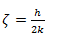 ζ = h/2k